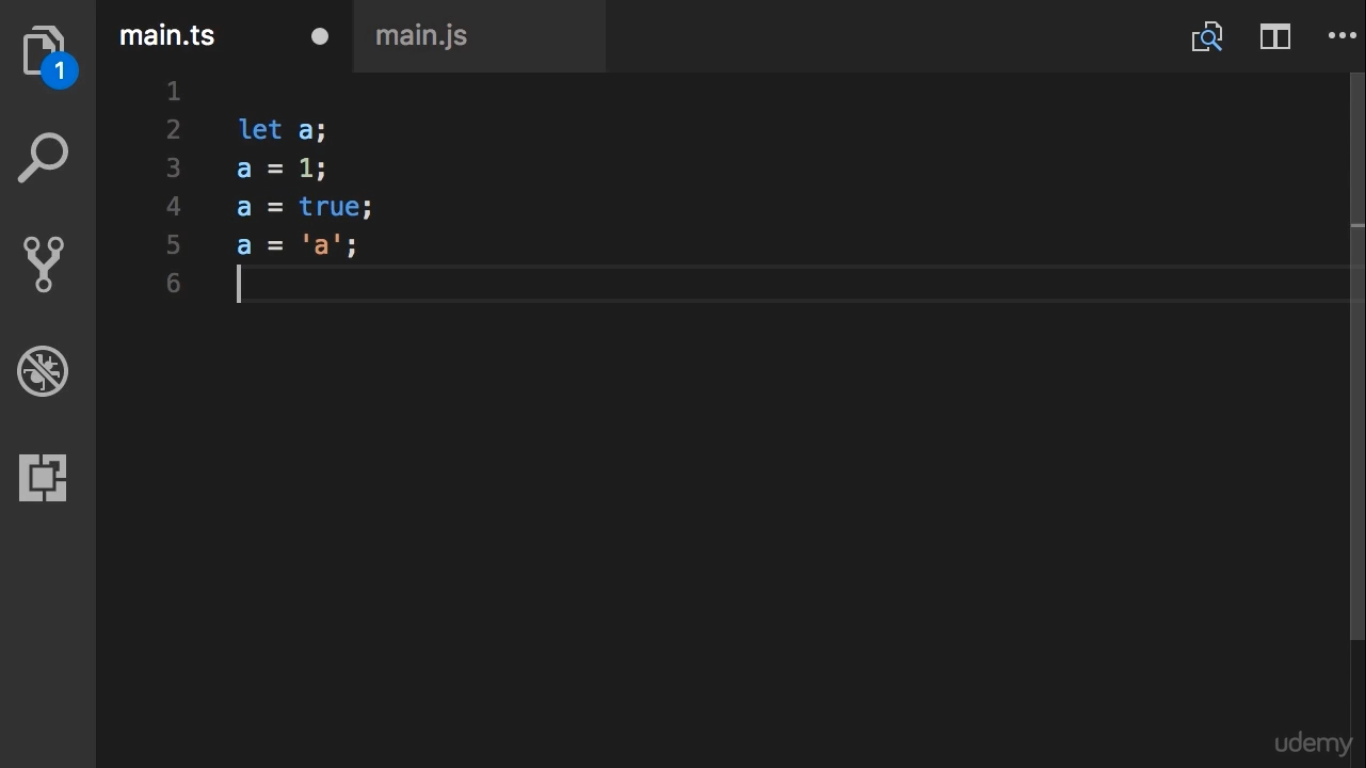 main.ts main.js
1
1
2 let a;
3 a = 1;
4 a = true;
5 a = 'a';
6
udemy